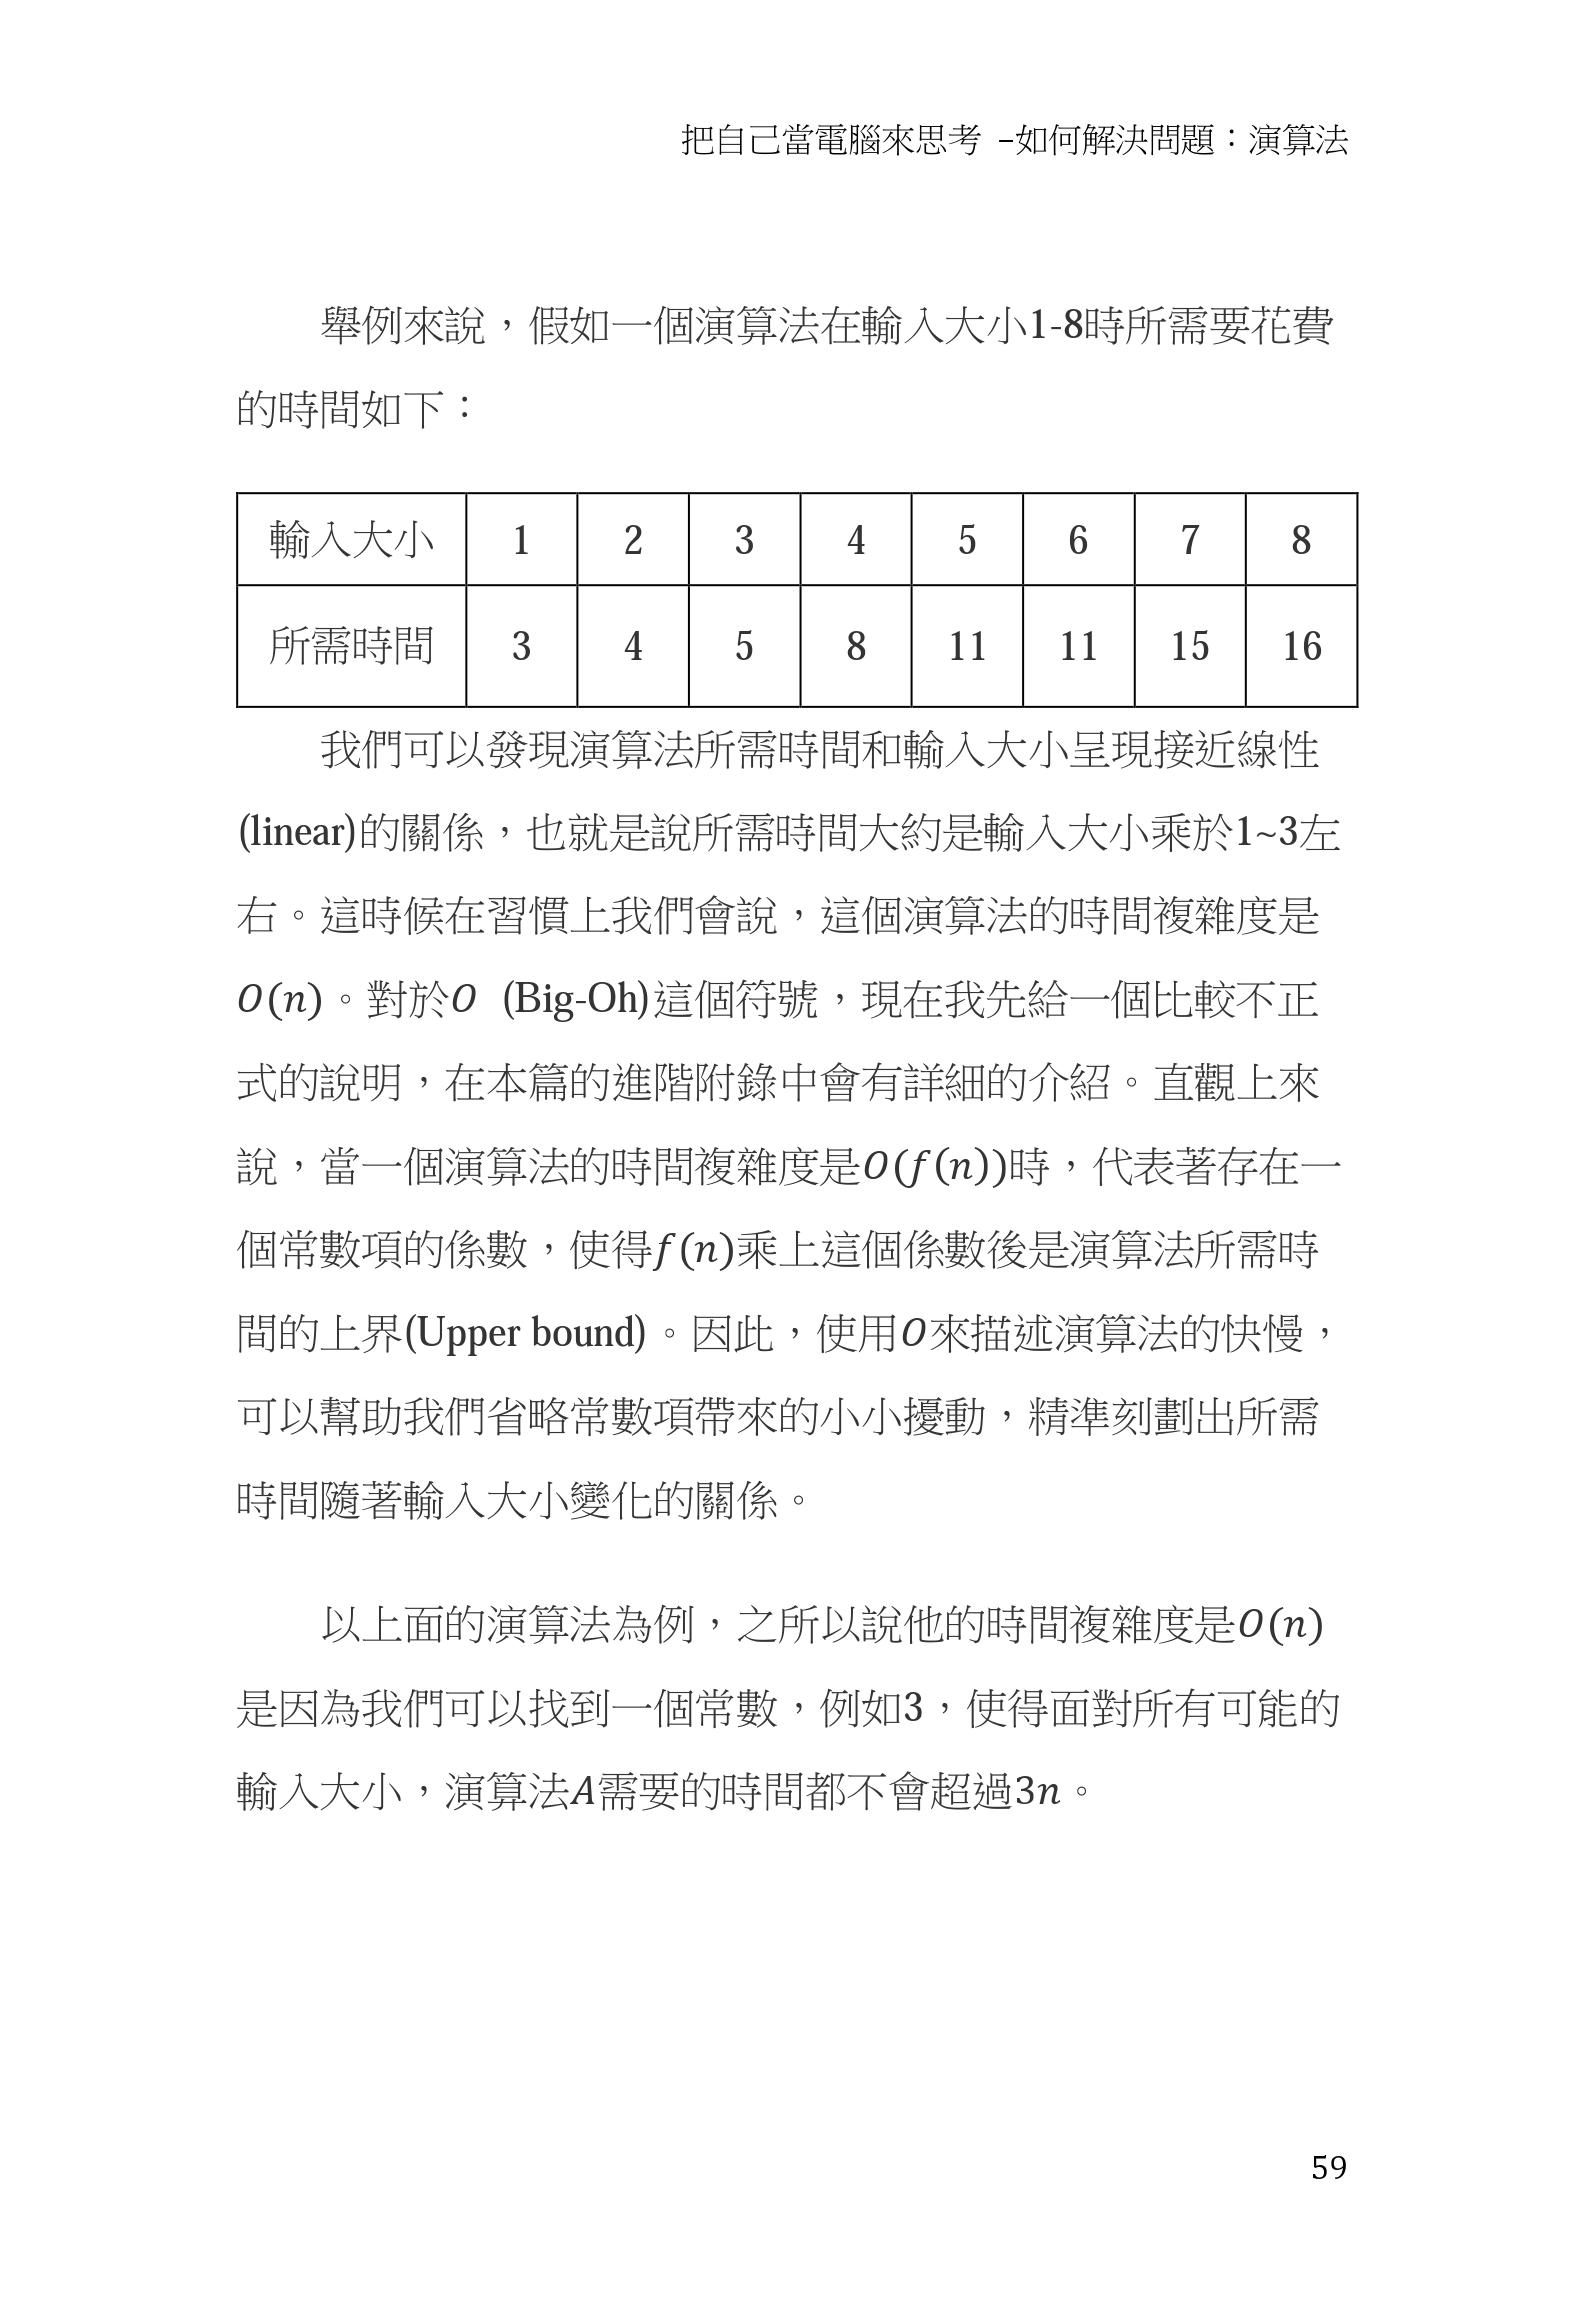 把自己當電腦來思考 –如何解決問題：演算法
舉例來說，假如一個演算法在輸入大小1-8時所需要花費
的時間如下：
輸入大小 1 2 3 4 5 6 7 8
所需時間 3 4 5 8 11 11 15 16
我們可以發現演算法所需時間和輸入大小呈現接近線性
(linear)的關係，也就是說所需時間大約是輸入大小乘於1~3左
右。這時候在習慣上我們會說，這個演算法的時間複雜度是
O(n)。對於O (Big-Oh)這個符號，現在我先給一個比較不正
式的說明，在本篇的進階附錄中會有詳細的介紹。直觀上來
說，當一個演算法的時間複雜度是O(f(n))時，代表著存在一
個常數項的係數，使得f(n)乘上這個係數後是演算法所需時
間的上界(Upper bound)。因此，使用O來描述演算法的快慢，
可以幫助我們省略常數項帶來的小小擾動，精準刻劃出所需
時間隨著輸入大小變化的關係。
以上面的演算法為例，之所以說他的時間複雜度是O(n)
是因為我們可以找到一個常數，例如3，使得面對所有可能的
輸入大小，演算法A需要的時間都不會超過3n。
59